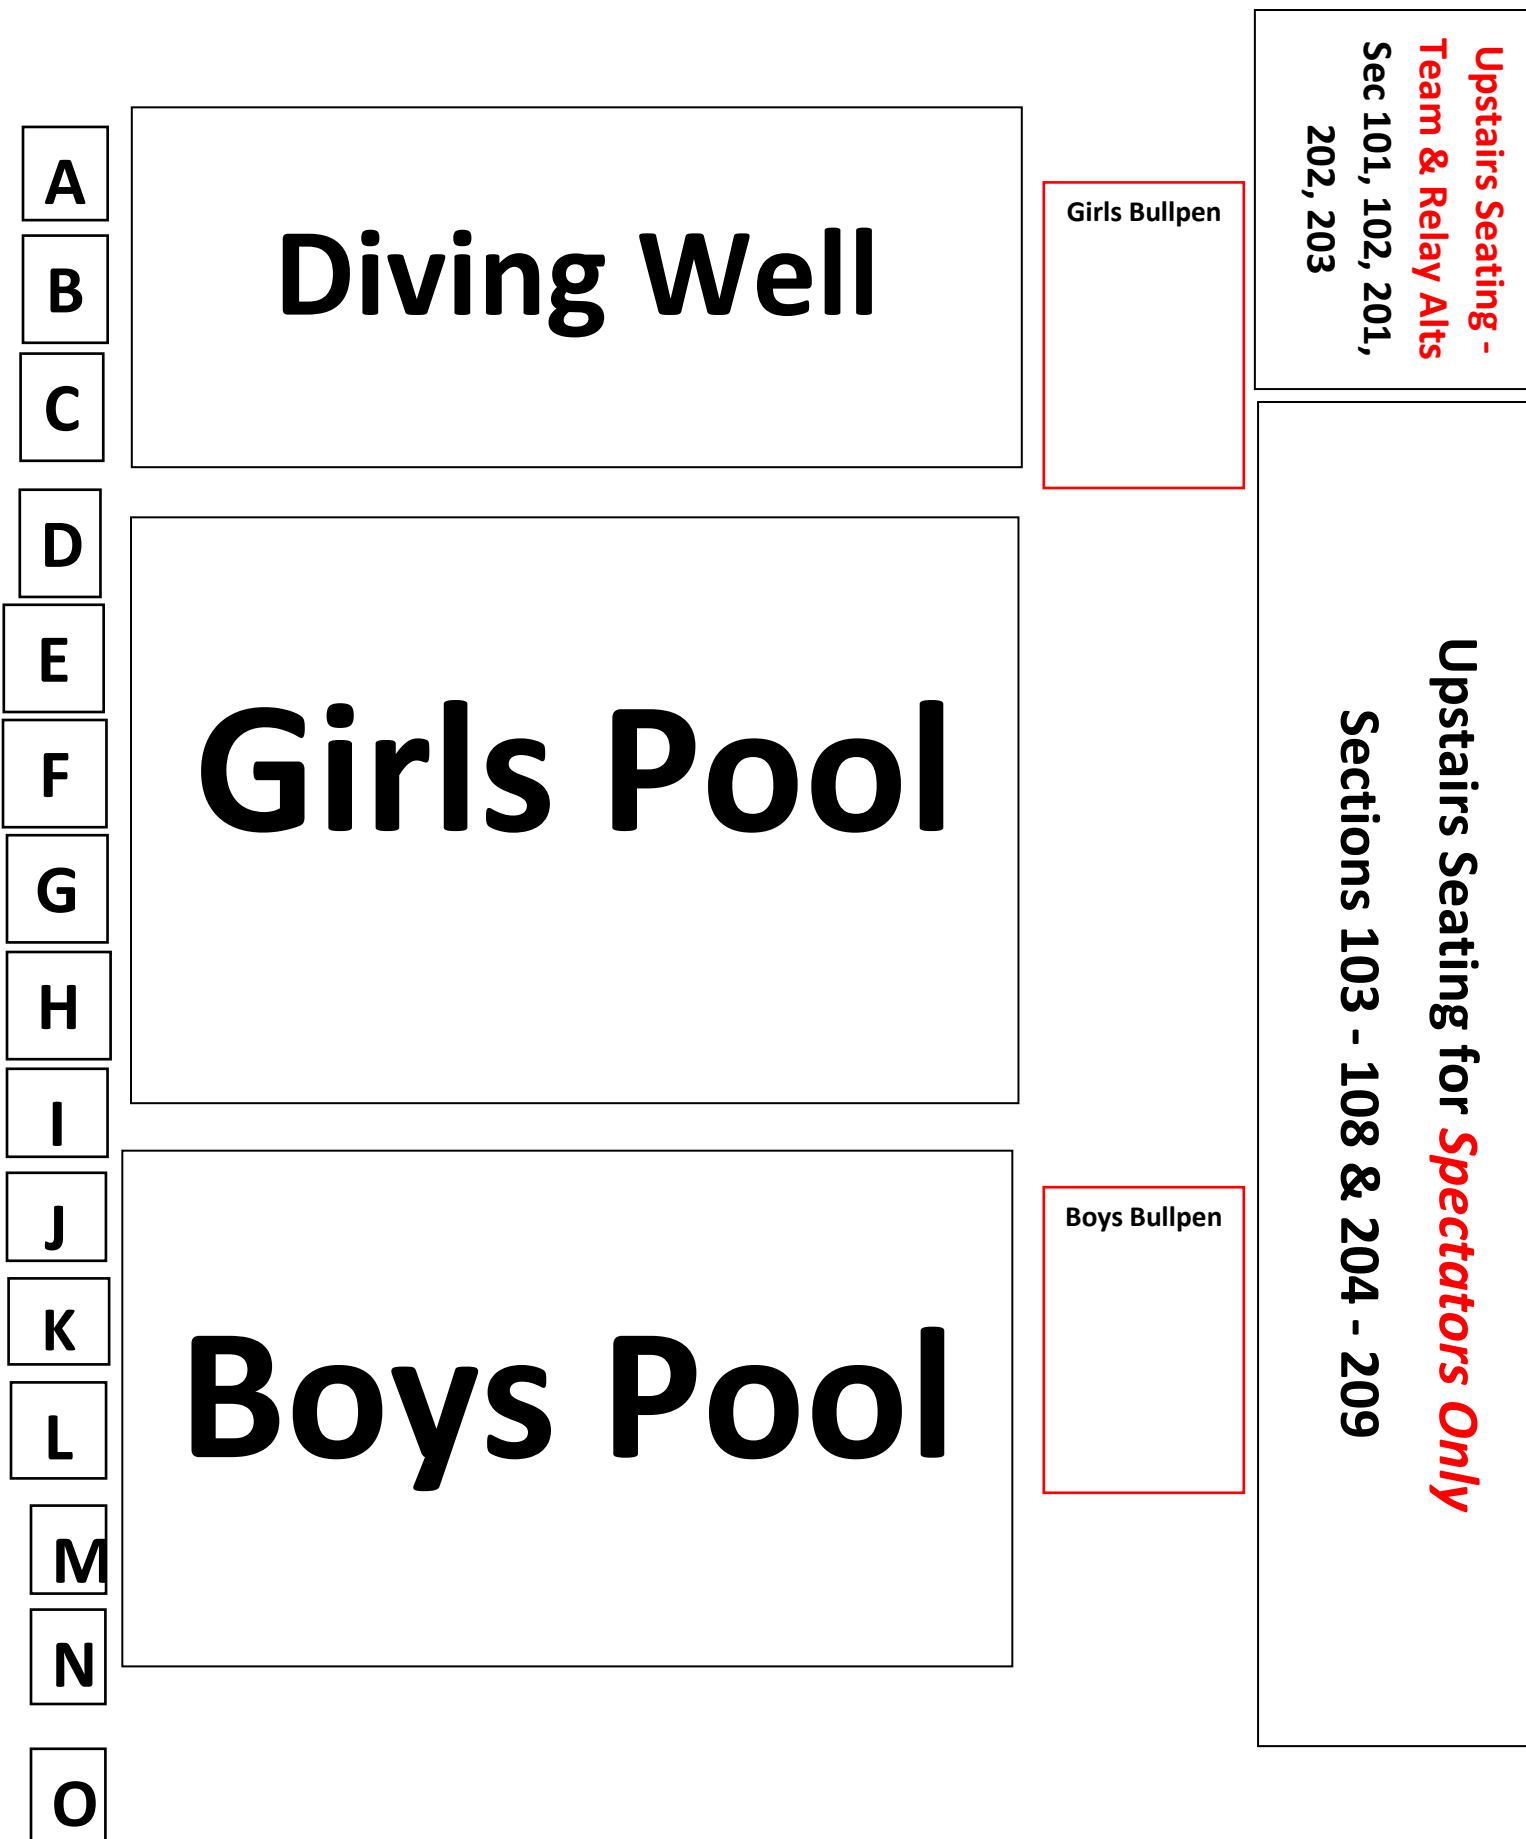 A
B
C
D
E
F
G
H
I
J
K
L
M
N
O
Diving Well
Girls Pool
Boys Pool
Girls Bullpen
Boys Bullpen
Upstairs Seating -
Team & Relay Alts
Sec 101, 102, 201,
202, 203
Upstairs Seating for Spectators Only
Sections 103 - 108 & 204 - 209